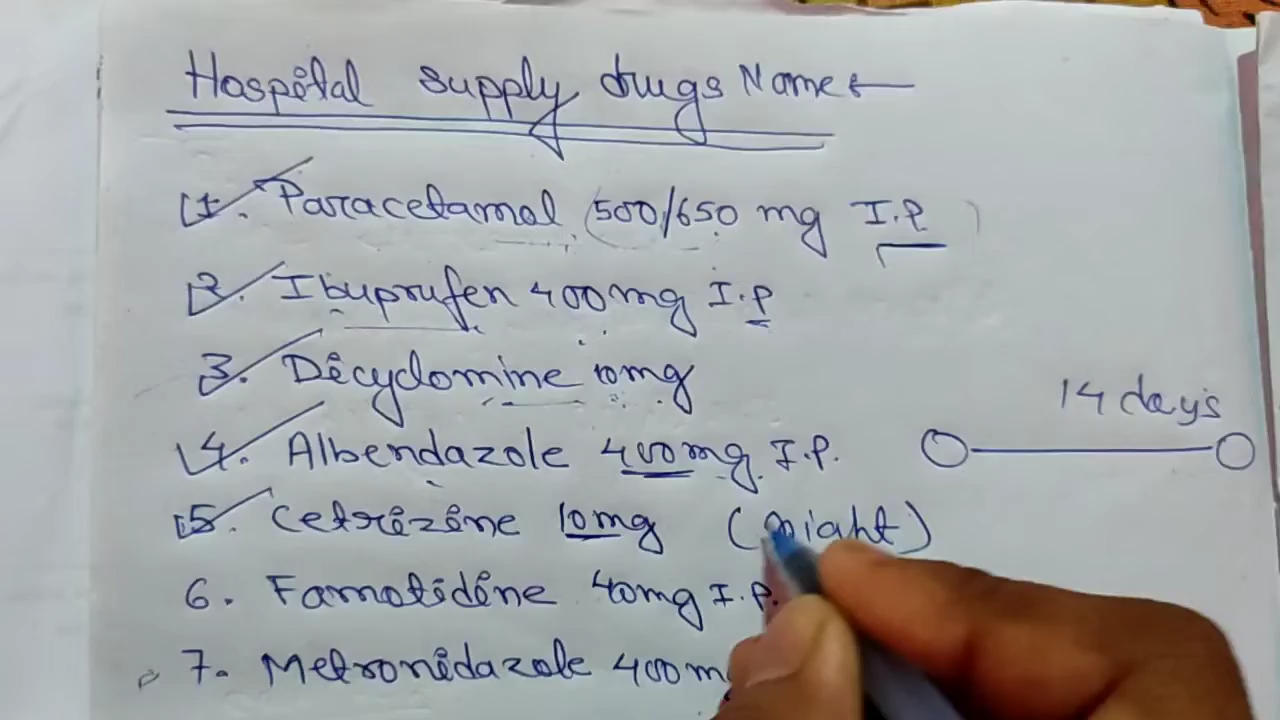 Hospital supply drugs Name
1. Paracetamol (500/650 mg I.P)
2. Ibuprufen 400mg I.P
3. Dicyclomine 10mg
14 days
4. Albendazole 400mg I.P.
5. Cetrizine 10mg (Night)
6. Famotidine 40mg I.P.
7. Metronidazole 400m